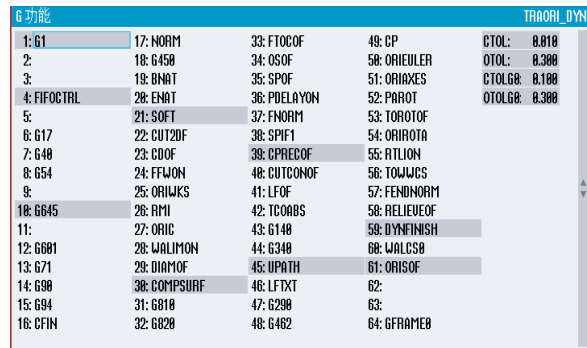 G 功能 TRAORI_DYN
1: G1 17: NORM 33: FTOCOF 49: CP CTOL: 0.010
2: 18: G450 34: OSOF 50: ORIEULER OTOL: 0.300
3: 19: BNAT 35: SPOF 51: ORIAXES CTOLG0: 0.100
4: FIFOCTRL 20: ENAT 36: PDELAYON 52: PAROT OTOLG0: 0.300
5: 21: SOFT 37: FNORM 53: TOROTOF
6: G17 22: CUT2DF 38: SPIF1 54: ORIROTA
7: G40 23: CDOF 39: CPRECOF 55: RTLION
8: G54 24: FFWON 40: CUTCONOF 56: TOWWCS
9: 25: ORIWKS 41: LFOF 57: FENDNORM
10: G645 26: RMI 42: TCOABS 58: RELIEVEOF
11: 27: ORIC 43: G140 59: DYNFINISH
12: G601 28: WALIMON 44: G340 60: WALCS0
13: G71 29: DIAMOF 45: UPATH 61: ORISOF
14: G90 30: COMPSURF 46: LFTXT 62:
15: G94 31: G810 47: G290 63:
16: CFIN 32: G820 48: G462 64: GFRAME0